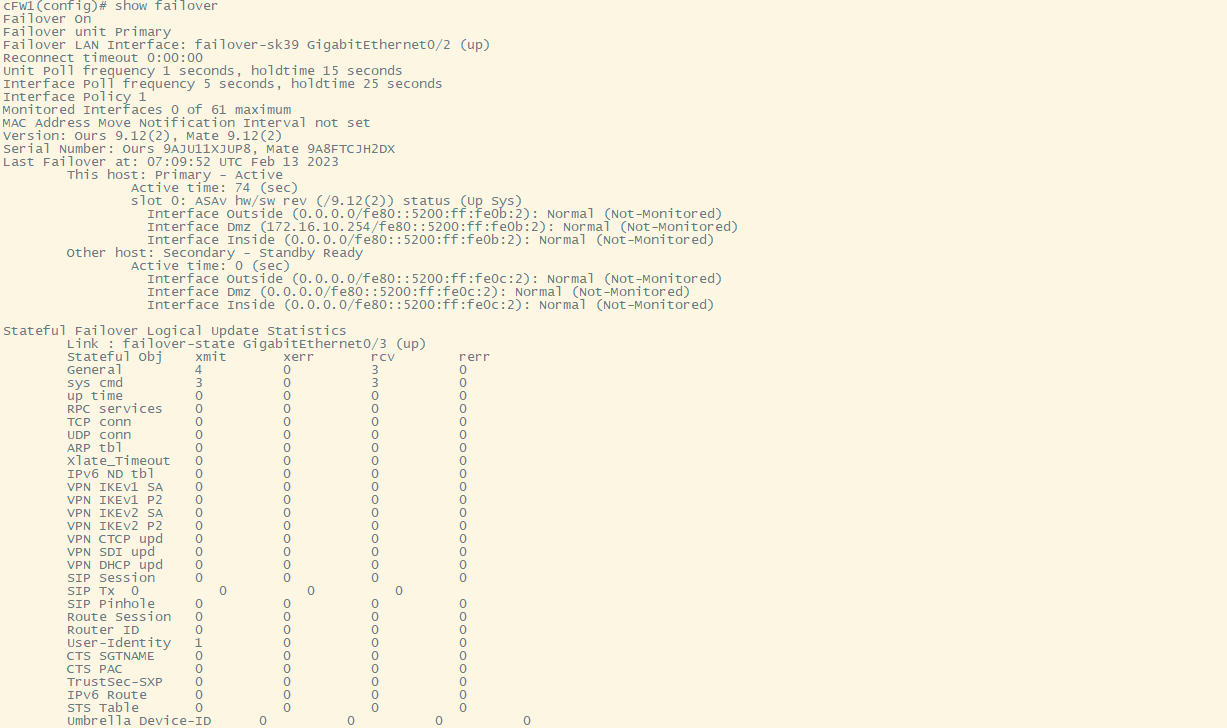 cFW1(config)# show failover
Failover On
Failover unit Primary
Failover LAN Interface: failover-sk39 GigabitEthernet0/2 (up)
Reconnect timeout 0:00:00
Unit Poll frequency 1 seconds, holdtime 15 seconds
Interface Poll frequency 5 seconds, holdtime 25 seconds
Interface Policy 1
Monitored Interfaces 0 of 61 maximum
MAC Address Move Notification Interval not set
Version: Ours 9.12(2), Mate 9.12(2)
Serial Number: Ours 9AJU11XJUP8, Mate 9A8FTCJH2DX
Last Failover at: 07:09:52 UTC Feb 13 2023
This host: Primary - Active
Active time: 74 (sec)
slot 0: ASAv hw/sw rev (/9.12(2)) status (Up Sys)
Interface Outside (0.0.0.0/fe80::5200:ff:fe0b:2): Normal (Not-Monitored)
Interface Dmz (172.16.10.254/fe80::5200:ff:fe0b:2): Normal (Not-Monitored)
Interface Inside (0.0.0.0/fe80::5200:ff:fe0b:2): Normal (Not-Monitored)
Other host: Secondary - Standby Ready
Active time: 0 (sec)
Interface Outside (0.0.0.0/fe80::5200:ff:fe0c:2): Normal (Not-Monitored)
Interface Dmz (0.0.0.0/fe80::5200:ff:fe0c:2): Normal (Not-Monitored)
Interface Inside (0.0.0.0/fe80::5200:ff:fe0c:2): Normal (Not-Monitored)
Stateful Failover Logical Update Statistics
Link : failover-state GigabitEthernet0/3 (up)
Stateful Obj xmit xerr rcv rerr
General 4 0 3 0
sys cmd 3 0 3 0
up time 0 0 0 0
RPC services 0 0 0 0
TCP conn 0 0 0 0
UDP conn 0 0 0 0
ARP tbl 0 0 0 0
Xlate_Timeout 0 0 0 0
IPv6 ND tbl 0 0 0 0
VPN IKEv1 SA 0 0 0 0
VPN IKEv1 P2 0 0 0 0
VPN IKEv2 SA 0 0 0 0
VPN IKEv2 P2 0 0 0 0
VPN CTCP upd 0 0 0 0
VPN SDI upd 0 0 0 0
VPN DHCP upd 0 0 0 0
SIP Session 0 0 0 0
SIP Tx 0 0 0 0
SIP Pinhole 0 0 0 0
Route Session 0 0 0 0
Router ID 0 0 0 0
User-Identity 1 0 0 0
CTS SGTNAME 0 0 0 0
CTS PAC 0 0 0 0
TrustSec-SXP 0 0 0 0
IPv6 Route 0 0 0 0
STS Table 0 0 0 0
Umbrella Device-ID 0 0 0 0